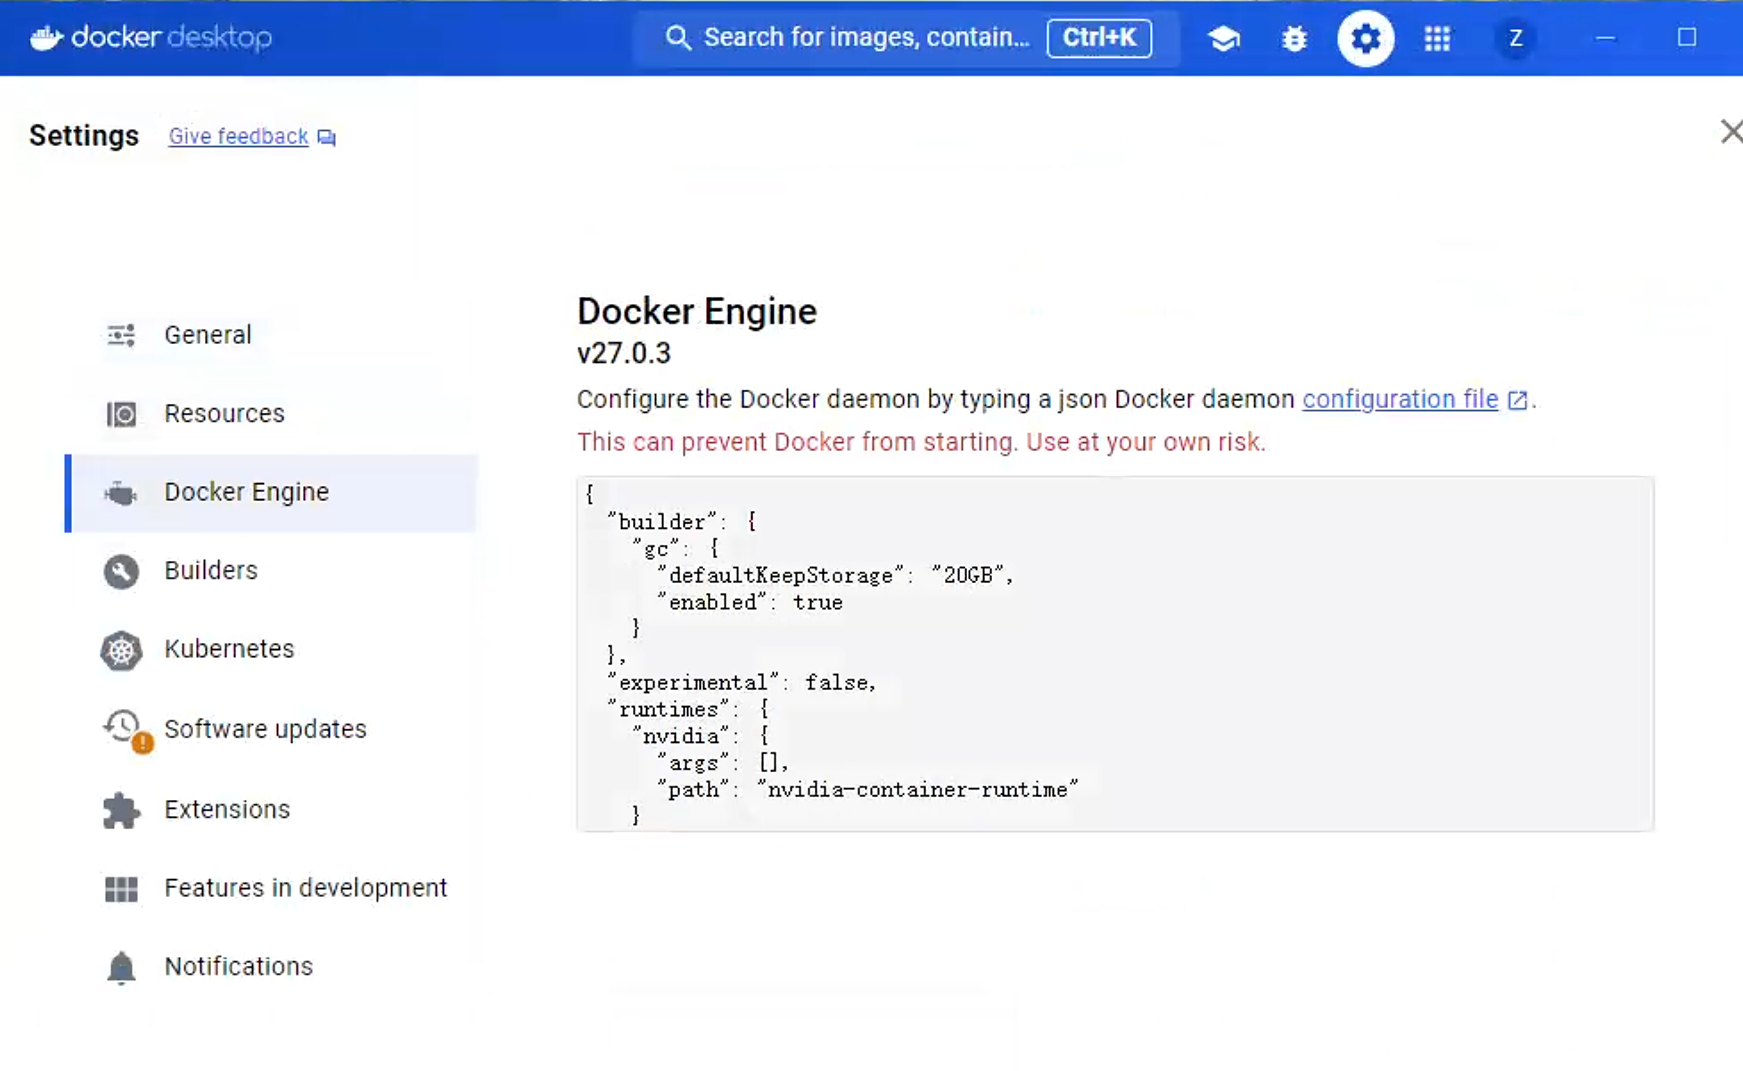 docker desktop
Search for images, contain...
Ctrl+K
Z
Settings
Give feedback
General
Resources
Docker Engine
Builders
Kubernetes
Software updates
Extensions
Features in development
Notifications
Docker Engine
v27.0.3
Configure the Docker daemon by typing a json Docker daemon configuration file.
This can prevent Docker from starting. Use at your own risk.
{
  "builder": {
    "gc": {
      "defaultKeepStorage": "20GB",
      "enabled": true
    }
  },
  "experimental": false,
  "runtimes": {
    "nvidia": {
      "args": [],
      "path": "nvidia-container-runtime"
    }